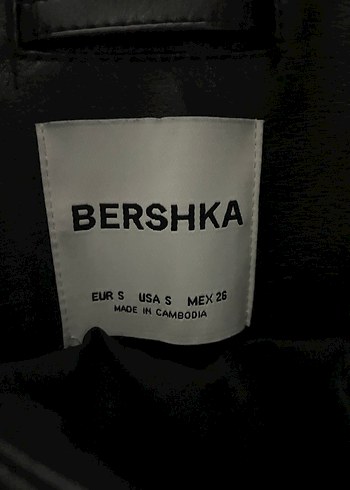 BERSHKA
EUR S USA S MEX 26
MADE IN CAMBODIA